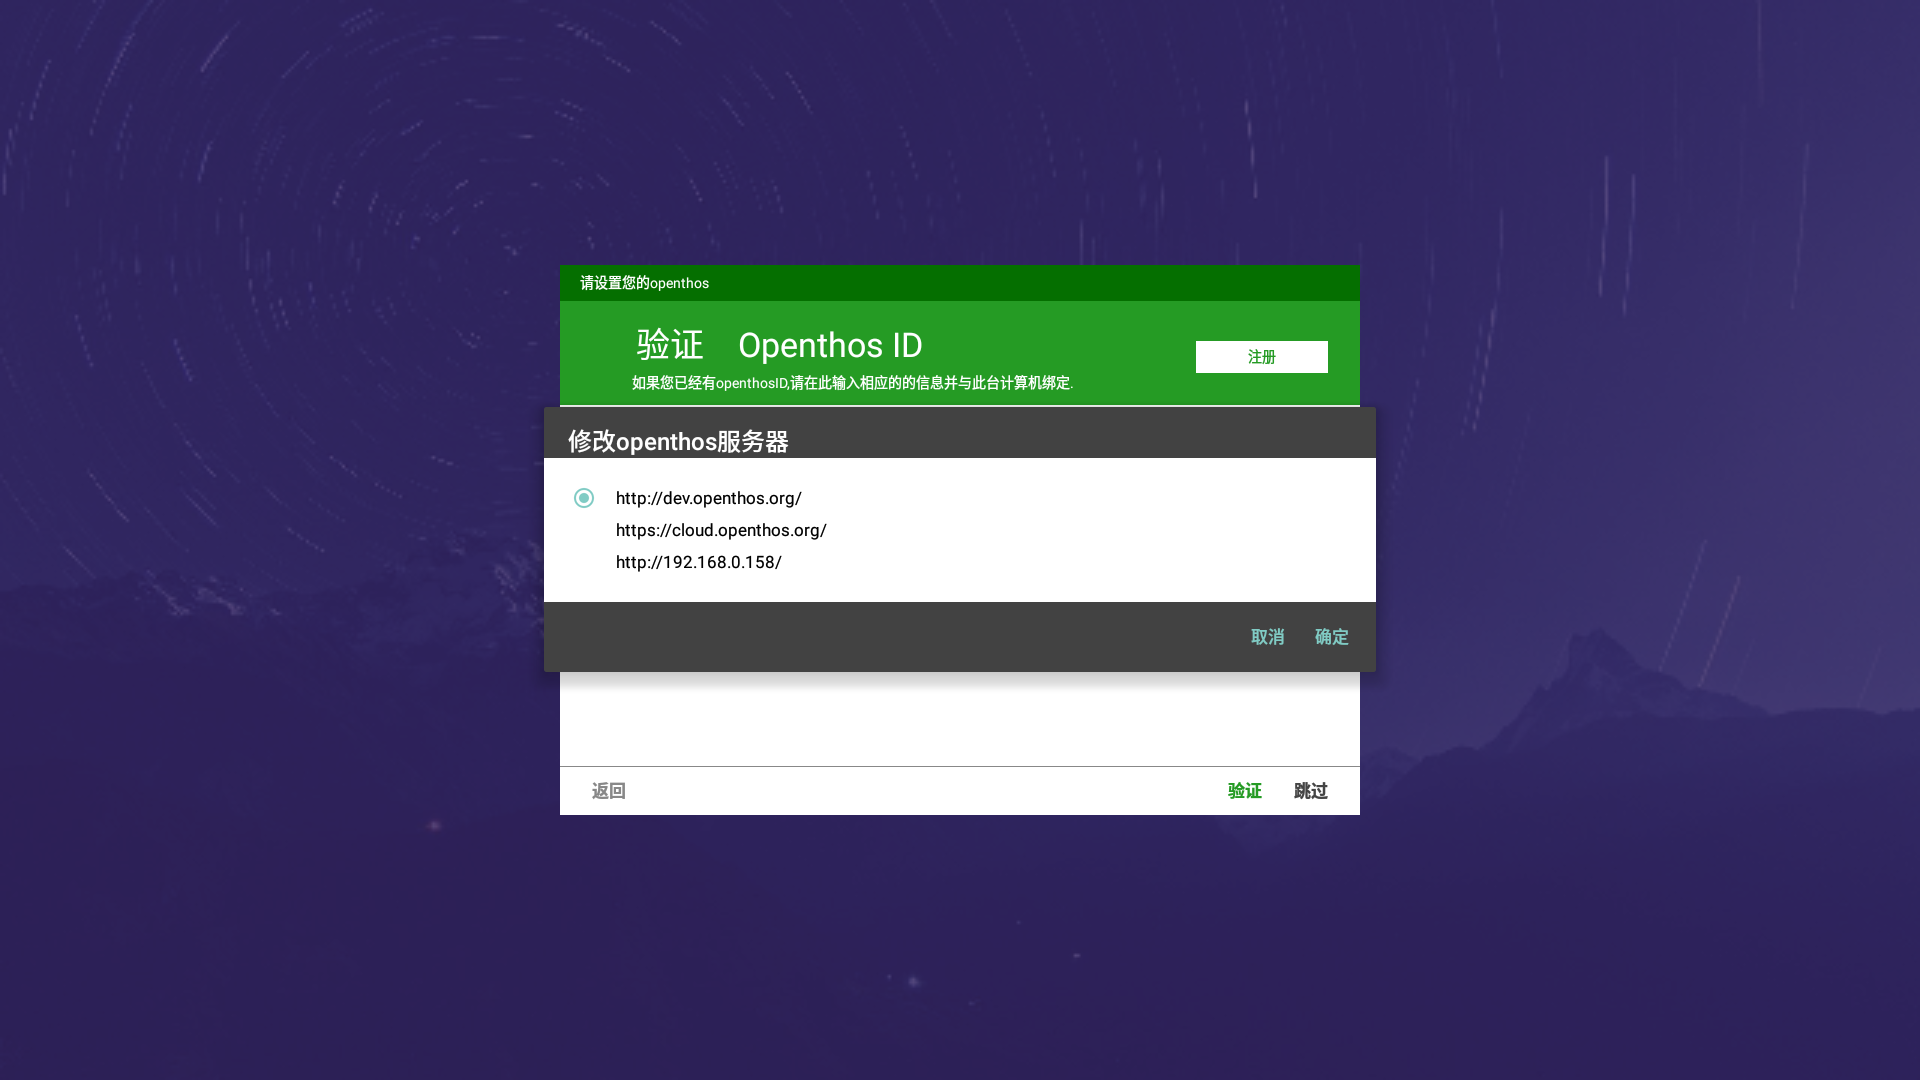 请设置您的openthos
验证 Openthos ID
注册
如果您已经有openthosID,请在此输入相应的的信息并与此台计算机绑定.
修改openthos服务器
http://dev.openthos.org/
https://cloud.openthos.org/
http://192.168.0.158/
取消 确定
返回 验证 跳过